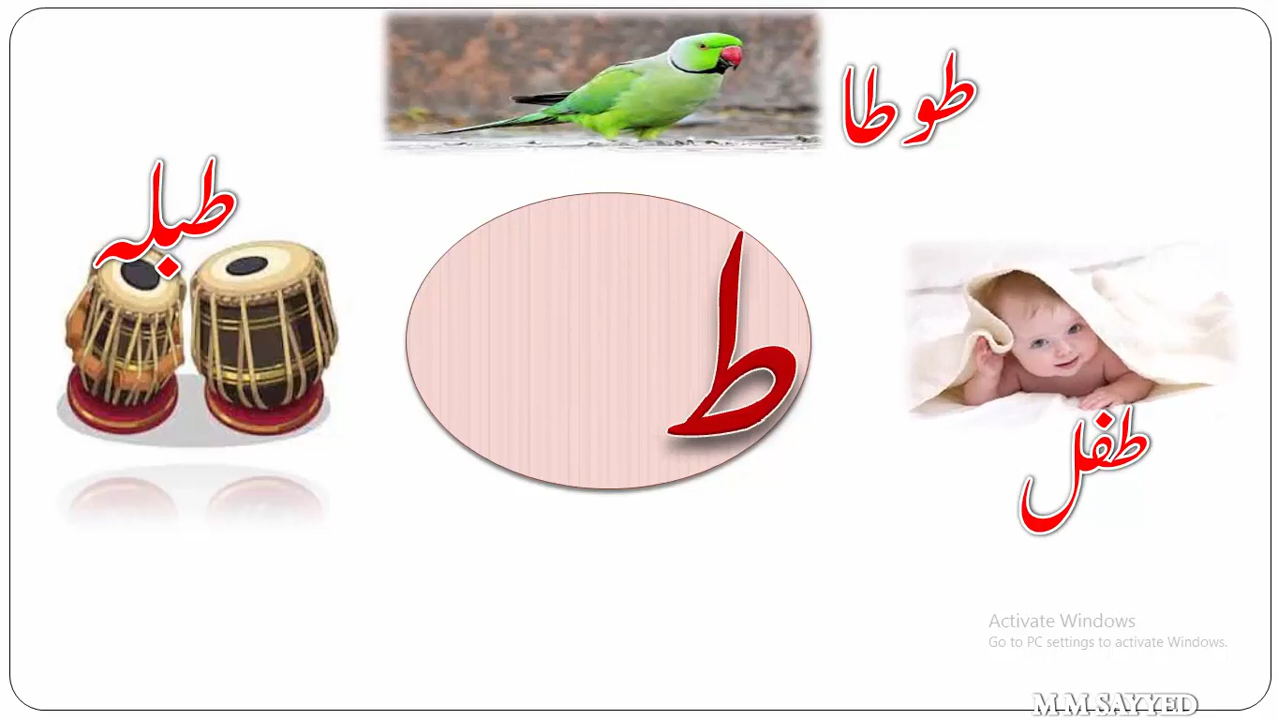 طوطا
طبلہ
ط
طفل
Activate Windows
Go to PC settings to activate Windows.
M M SAYYED